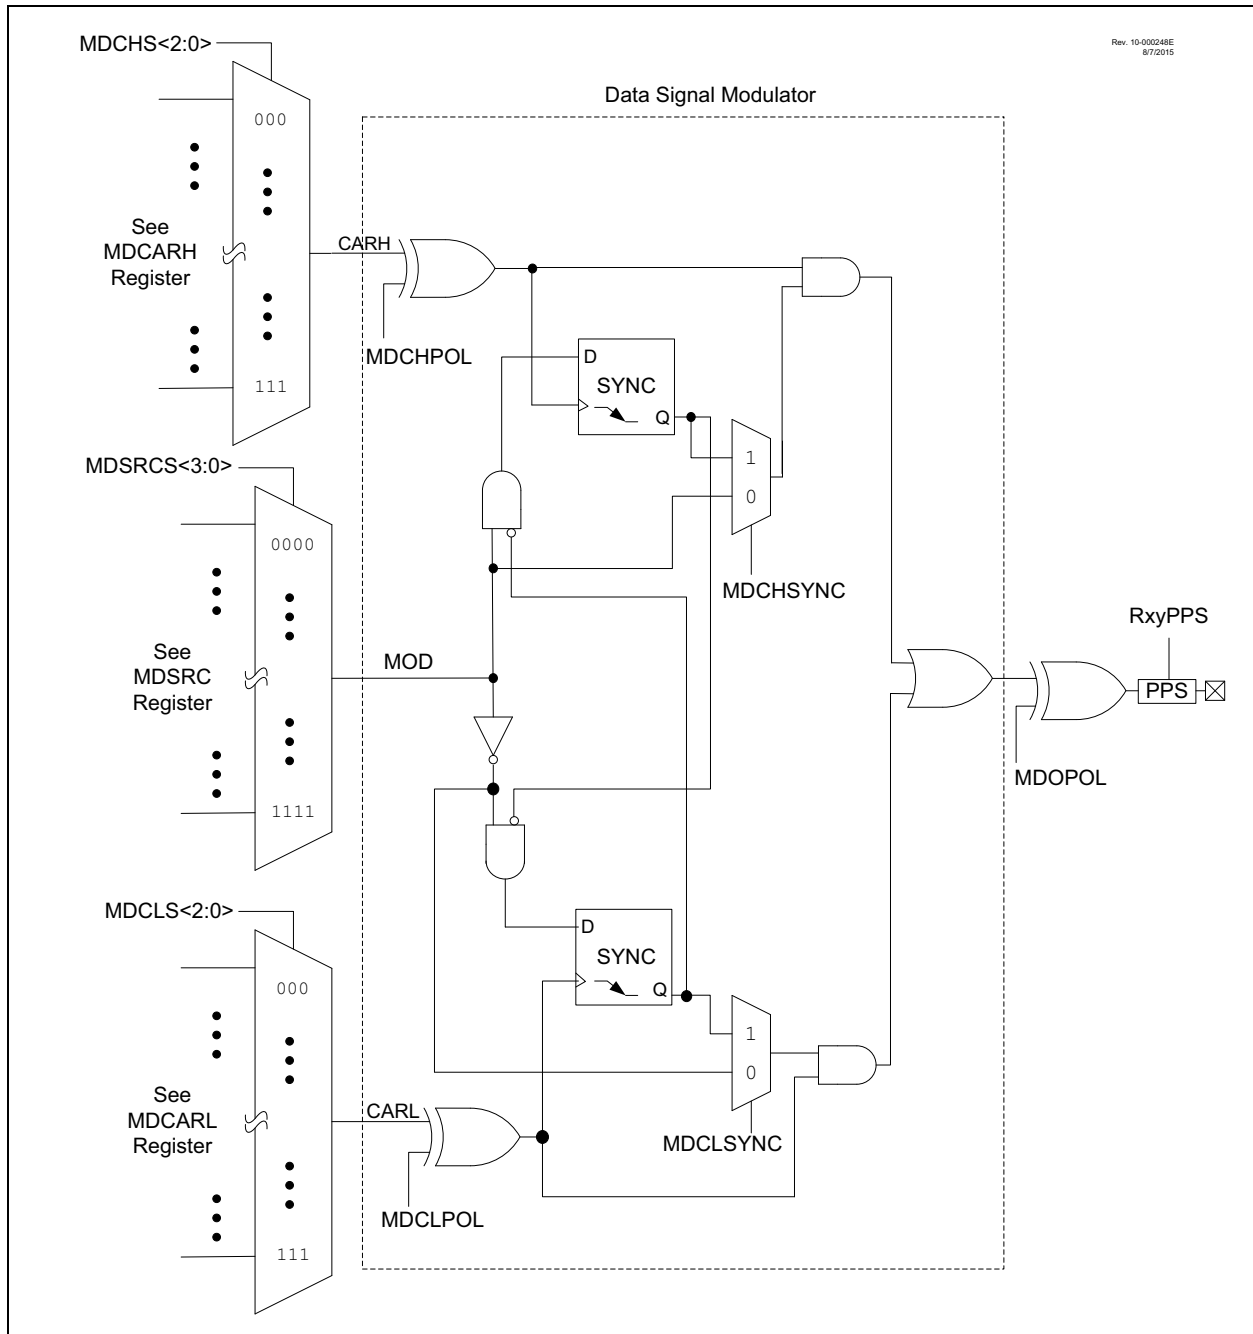 MDCHS<2:0>
Rev. 10-000248E
8/7/2015
Data Signal Modulator
000
See
MDCARH
Register
CARH
MDCHPOL
111
D
SYNC
Q
1
0
MDCHSYNC
MDSRCS<3:0>
0000
See
MDSRC
Register
MOD
1111
RxyPPS
PPS
MDOPOL
MDCLS<2:0>
000
See
MDCARL
Register
CARL
MDCLPOL
111
D
SYNC
Q
1
0
MDCLSYNC